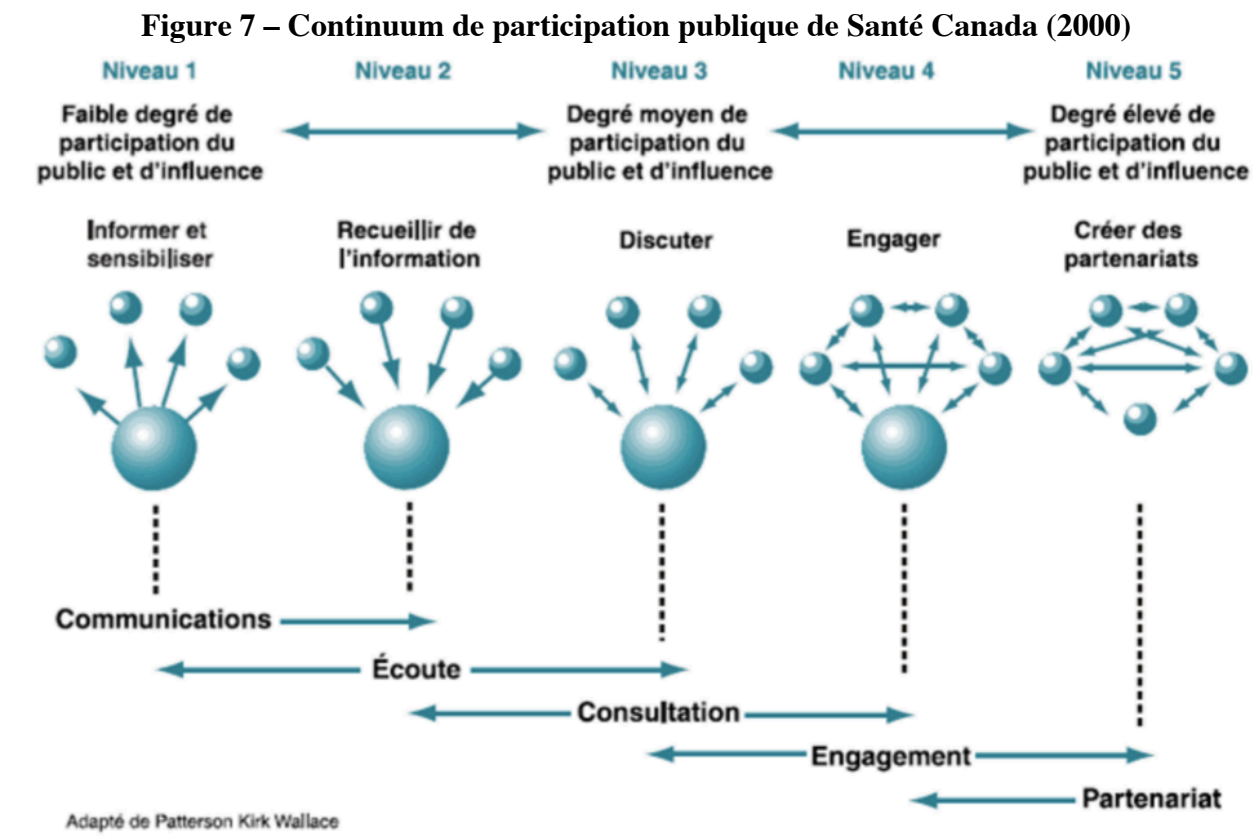 Figure 7 – Continuum de participation publique de Santé Canada (2000)
Niveau 1
Niveau 2
Niveau 3
Niveau 4
Niveau 5
Faible degré de
participation du
public et d'influence
Degré moyen de
participation du
public et d'influence
Degré élevé de
participation du
public et d'influence
Informer et
sensibiliser
Recueillir de
l'information
Discuter
Engager
Créer des
partenariats
Communications
Écoute
Consultation
Engagement
Partenariat
Adapté de Patterson Kirk Wallace